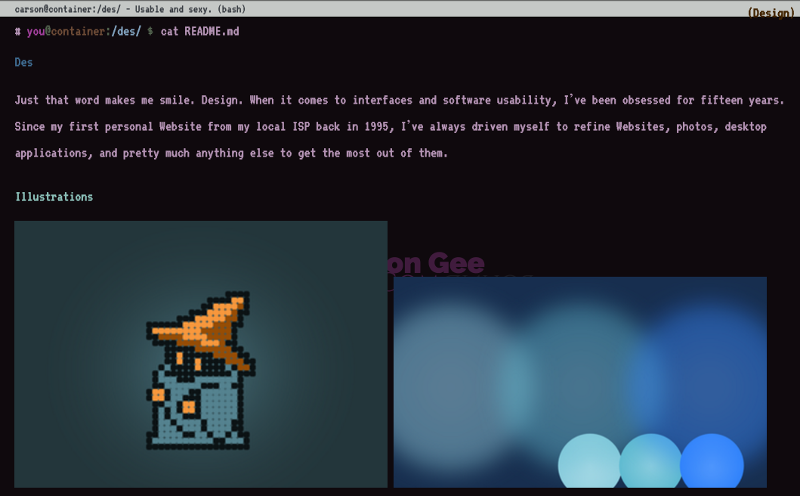 carson@container:/des/ - Usable and sexy. (bash)
(Design)
# you@container:/des/ $ cat README.md
Des
Just that word makes me smile. Design. When it comes to interfaces and software usability, I've been obsessed for fifteen years.
Since my first personal Website from my local ISP back in 1995, I've always driven myself to refine Websites, photos, desktop
applications, and pretty much anything else to get the most out of them.
Illustrations
on Gee